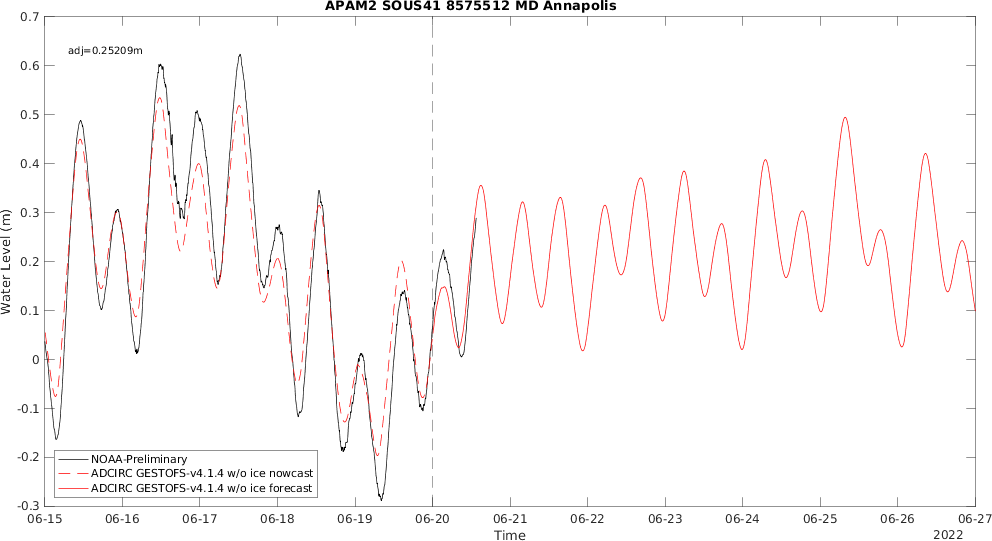 APAM2 SOUS41 8575512 MD Annapolis
adj=0.25209m
Water Level (m)
0.7
0.6
0.5
0.4
0.3
0.2
0.1
0
-0.1
-0.2
-0.3
NOAA-Preliminary
ADCIRC GESTOFS-v4.1.4 w/o ice nowcast
ADCIRC GESTOFS-v4.1.4 w/o ice forecast
06-15 06-16 06-17 06-18 06-19 06-20 06-21 06-22 06-23 06-24 06-25 06-26 06-27
Time
2022